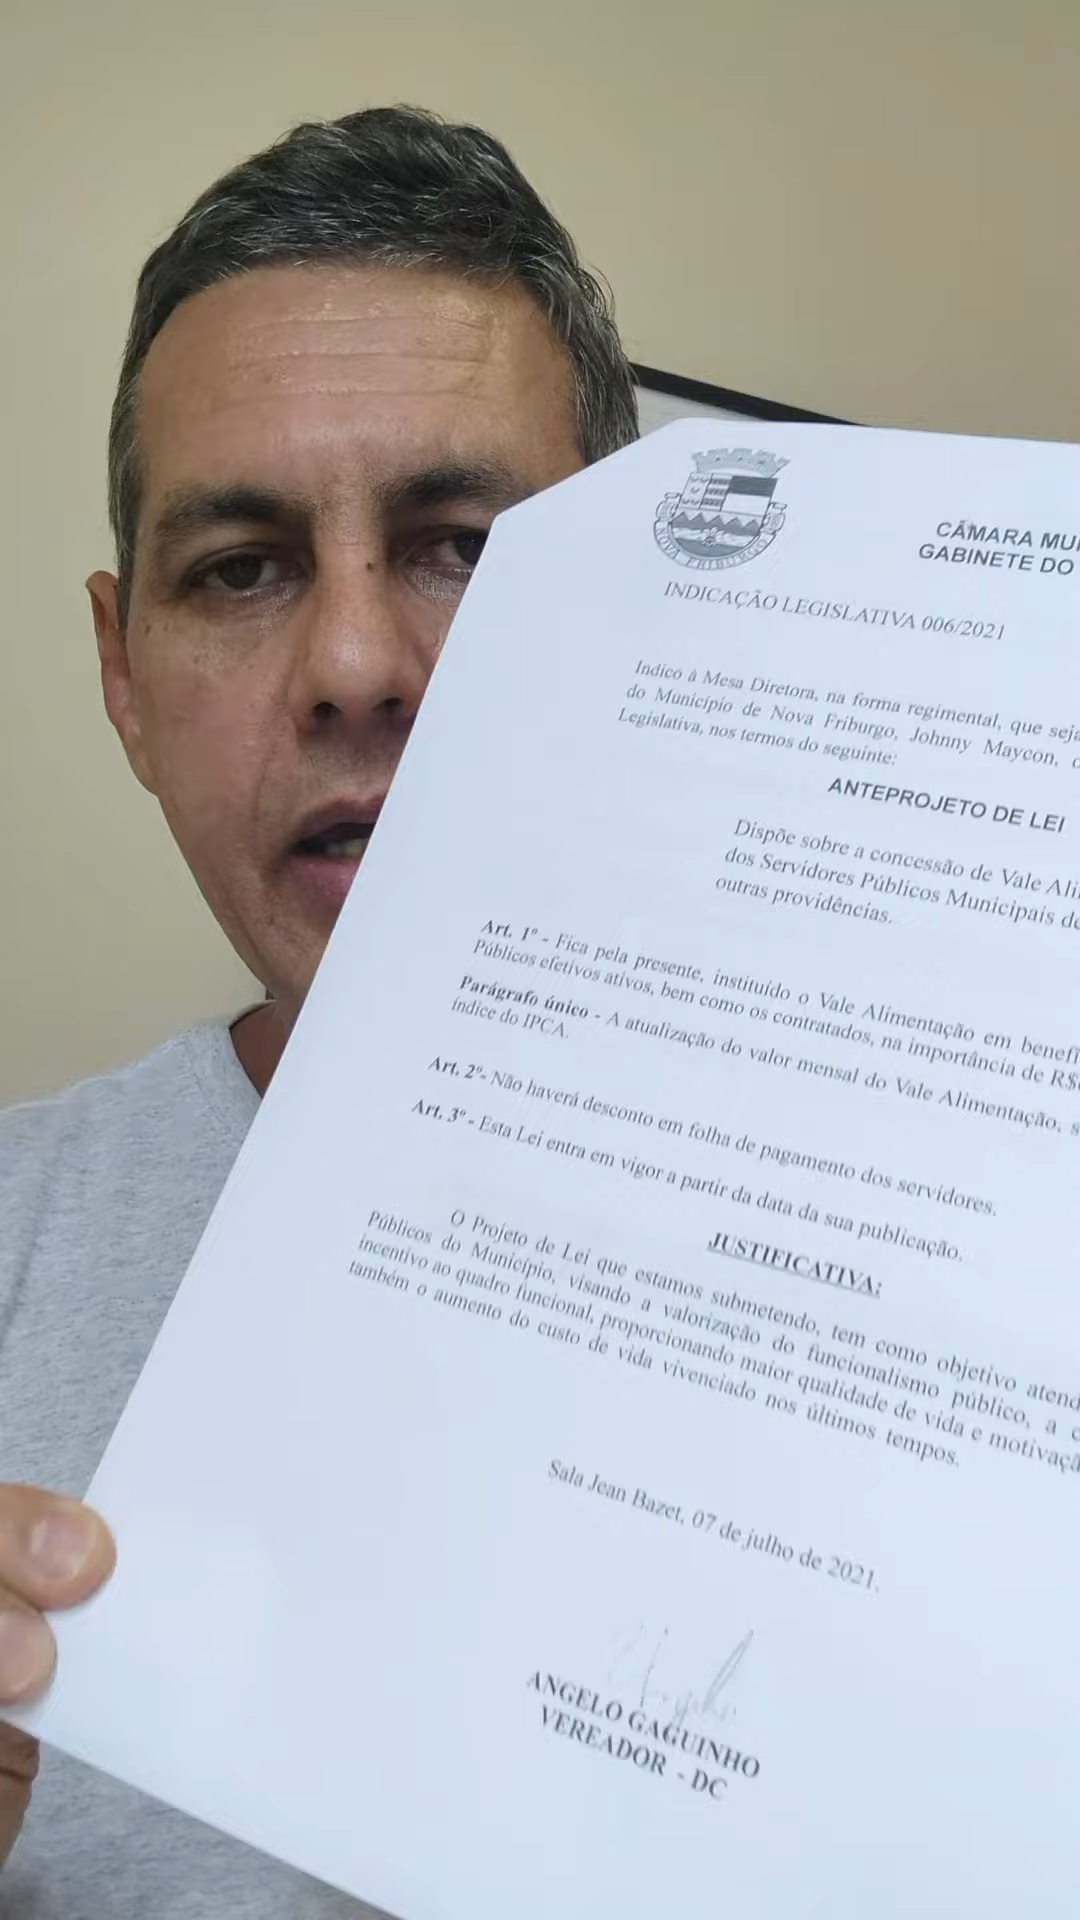 NOVA FRIBURGO
CÂMARA MU
GABINETE DO
INDICAÇÃO LEGISLATIVA 006/2021
Indico à Mesa Diretora, na forma regimental, que seja
do Município de Nova Friburgo, Johnny Maycon,
Legislativa, nos termos do seguinte:
ANTEPROJETO DE LEI
Dispõe sobre a concessão de Vale Ali
dos Servidores Públicos Municipais d
outras providências.
Art. 1º - Fica pela presente, instituído o Vale Alimentação em benefí
Públicos efetivos ativos, bem como os contratados, na importância de R$
Parágrafo único - A atualização do valor mensal do Vale Alimentação, s
índice do IPCA.
Art. 2º- Não haverá desconto em folha de pagamento dos servidores.
Art. 3º - Esta Lei entra em vigor a partir da data da sua publicação.
JUSTIFICATIVA:
O Projeto de Lei que estamos submetendo, tem como objetivo atend
Públicos do Município, visando a valorização do funcionalismo público, a
incentivo ao quadro funcional, proporcionando maior qualidade de vida e motivaçã
também o aumento do custo de vida vivenciado nos últimos tempos.
Sala Jean Bazet, 07 de julho de 2021.
ANGELO GAGUINHO
VEREADOR - DC